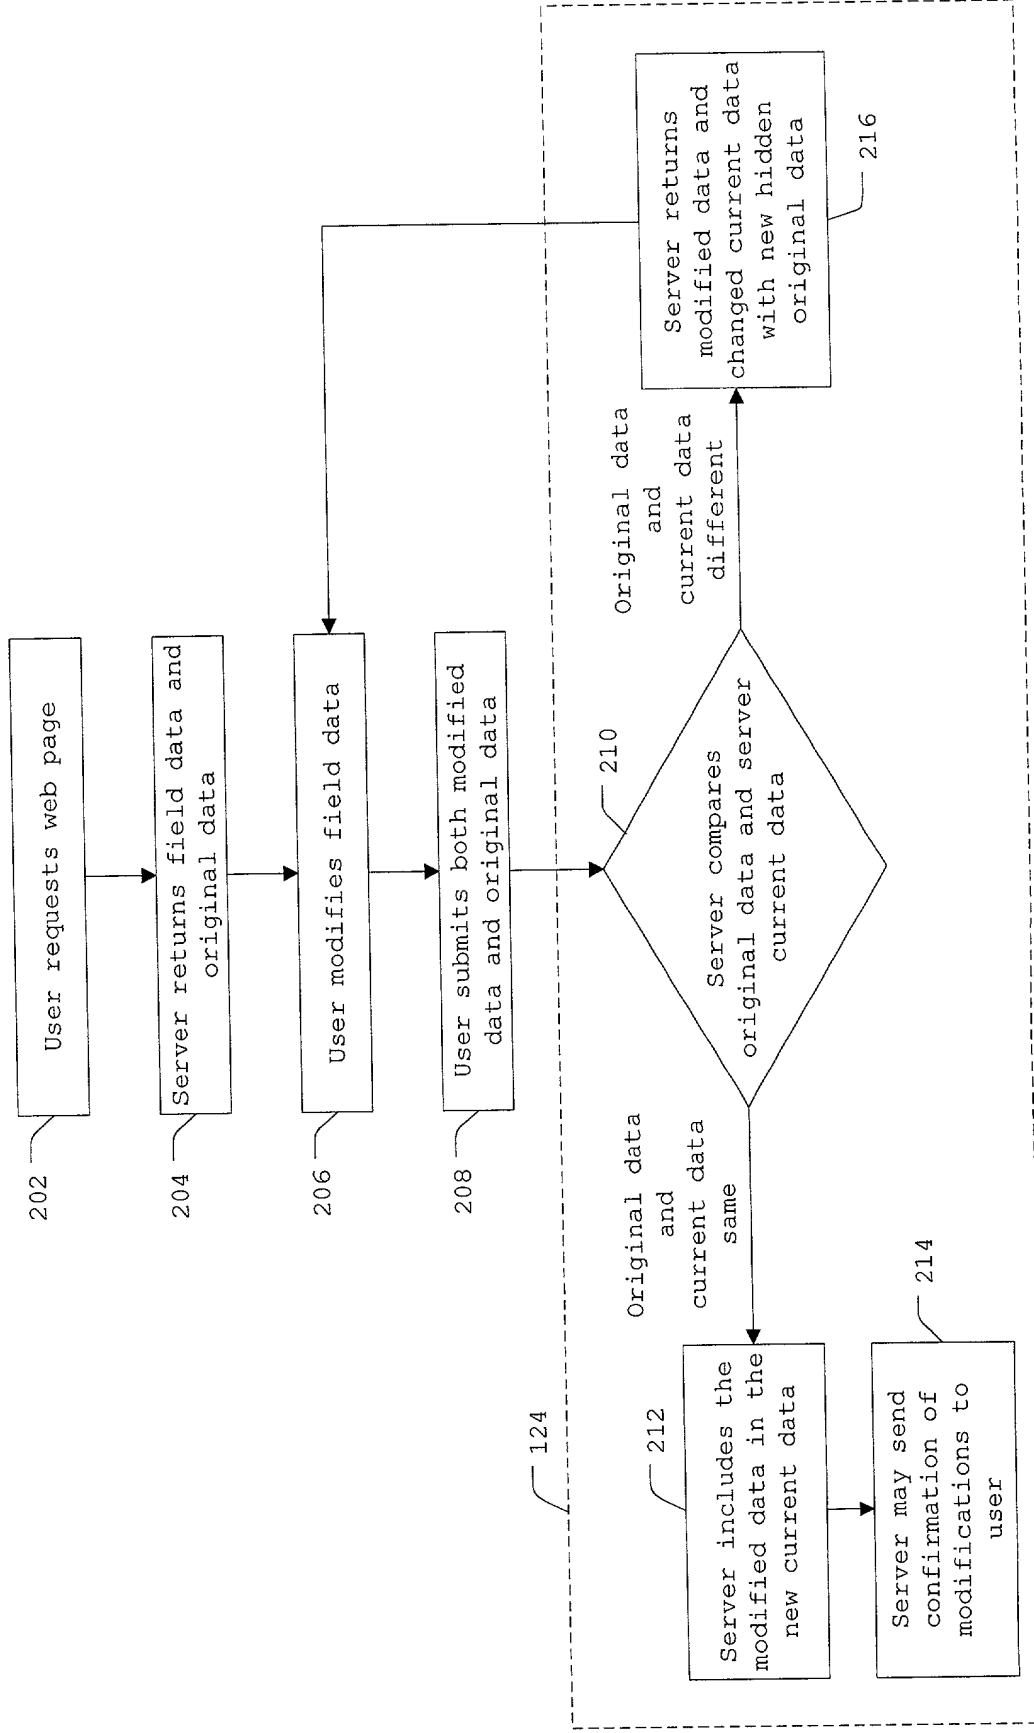 202
User requests web page
204
Server returns field data and
original data
206
User modifies field data
208
User submits both modified
data and original data
124
210
Server compares
original data and server
current data
Original data
and
current data
same
Original data
and
current data
different
212
Server includes the
modified data in the
new current data
214
Server may send
confirmation of
modifications to
user
Server returns
modified data and
changed current data
with new hidden
original data
216